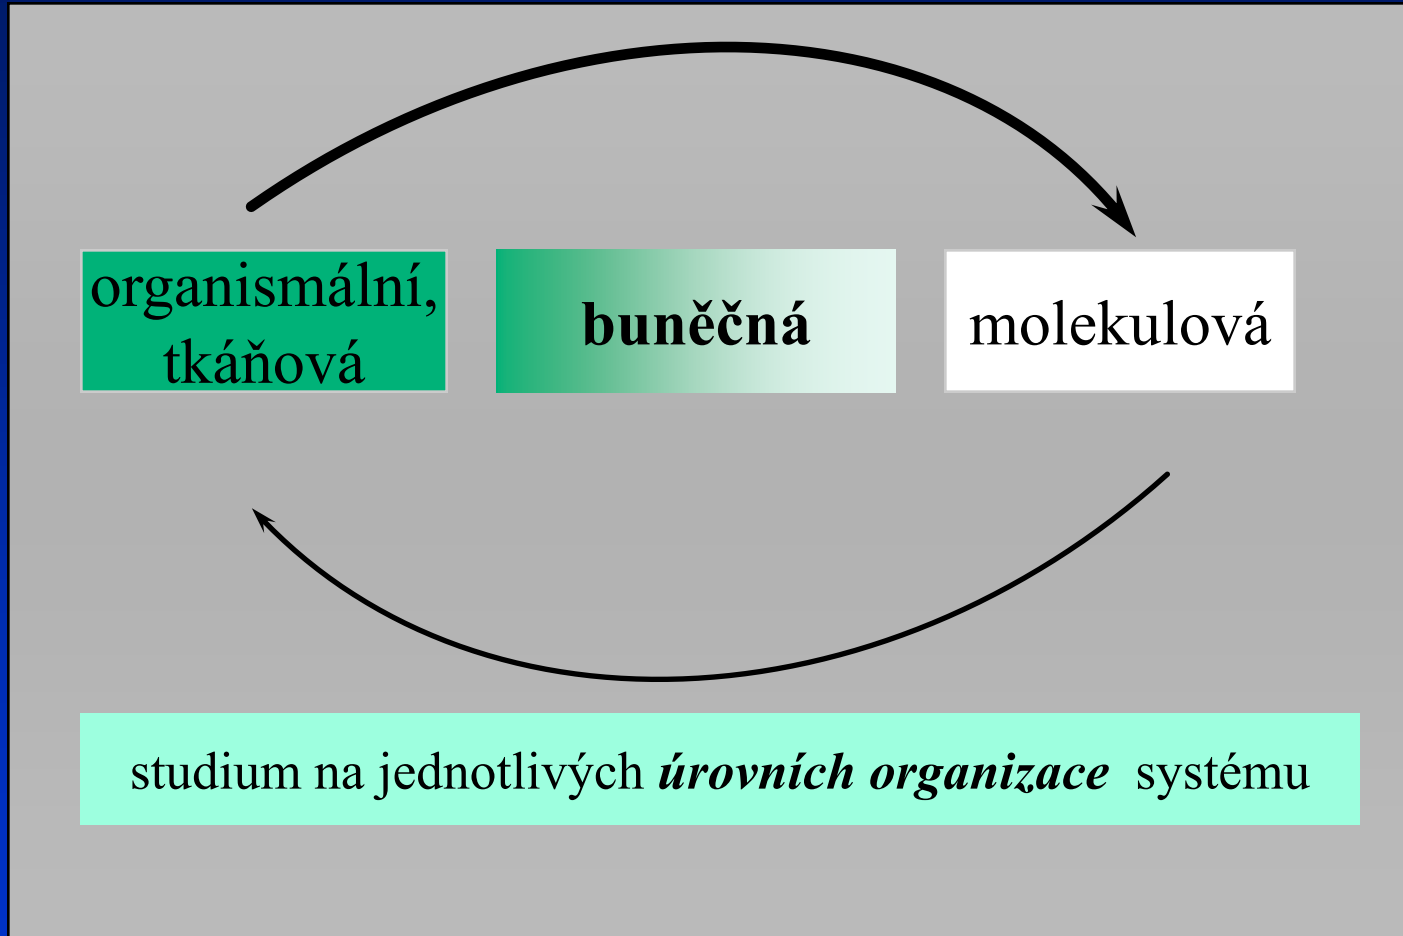 organismální,
tkáňová
buněčná
molekulová
studium na jednotlivých úrovních organizace systému